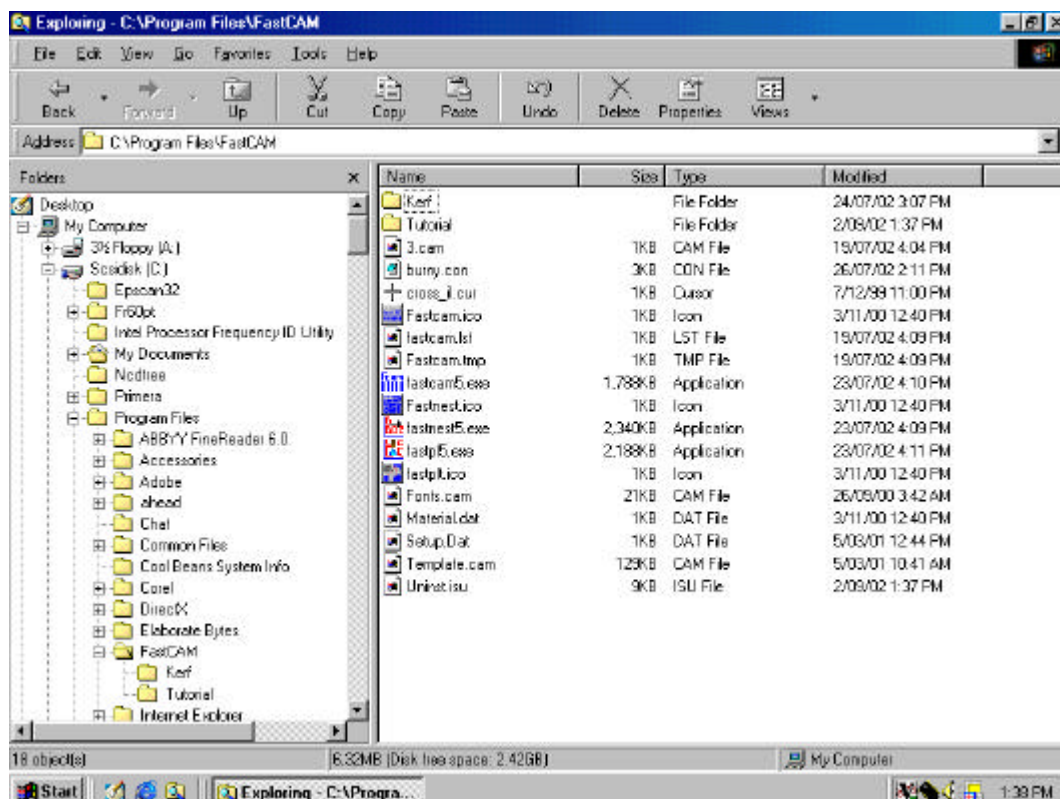 Exploring - C:\Program Files\FastCAM
File Edit View Go Favorites Tools Help
Back Forward Up Cut Copy Paste Undo Delete Properties Views
Address C:\Program Files\FastCAM
Folders
Desktop
My Computer
3½ Floppy (A:)
Scsidisk (C:)
Epscan32
Fr60pt
Intel Processor Frequency ID Utility
My Documents
Primera
Program Files
ABBYY FineReader 6.0
Accessories
Adobe
ahead
Chat
Common Files
Cool Beans System Info
Corel
DirectX
Elaborate Bytes
FastCAM
Kerf
Tutorial
Internet Explorer
Name Size Type Modified
Kerf File Folder 24/07/02 3:07 PM
Tutorial File Folder 2/09/02 1:37 PM
3.cam 1KB CAM File 19/07/02 4:04 PM
burny.con 3KB CON File 26/07/02 2:11 PM
cross_il.cur 1KB Cursor 7/12/99 11:00 PM
Fastcam.ico 1KB Icon 3/11/00 12:40 PM
fastcam.lst 1KB LST File 19/07/02 4:09 PM
Fastcam.tmp 1KB TMP File 19/07/02 4:09 PM
fastcam5.exe 1,788KB Application 23/07/02 4:10 PM
Fastnest.ico 1KB Icon 3/11/00 12:40 PM
fastnest5.exe 2,340KB Application 23/07/02 4:09 PM
fastplt5.exe 2,188KB Application 23/07/02 4:11 PM
fastplt.ico 1KB Icon 3/11/00 12:40 PM
Fonts.cam 21KB CAM File 26/09/00 3:42 AM
Material.dat 1KB DAT File 3/11/00 12:40 PM
Setup.Dat 1KB DAT File 5/03/01 12:44 PM
Template.cam 129KB CAM File 5/03/01 10:41 AM
Uninst.isu 9KB ISU File 2/09/02 1:37 PM
18 object(s) 6.32MB (Disk free space: 2.42GB) My Computer
Start Exploring - C:\Progra... 1:38 PM